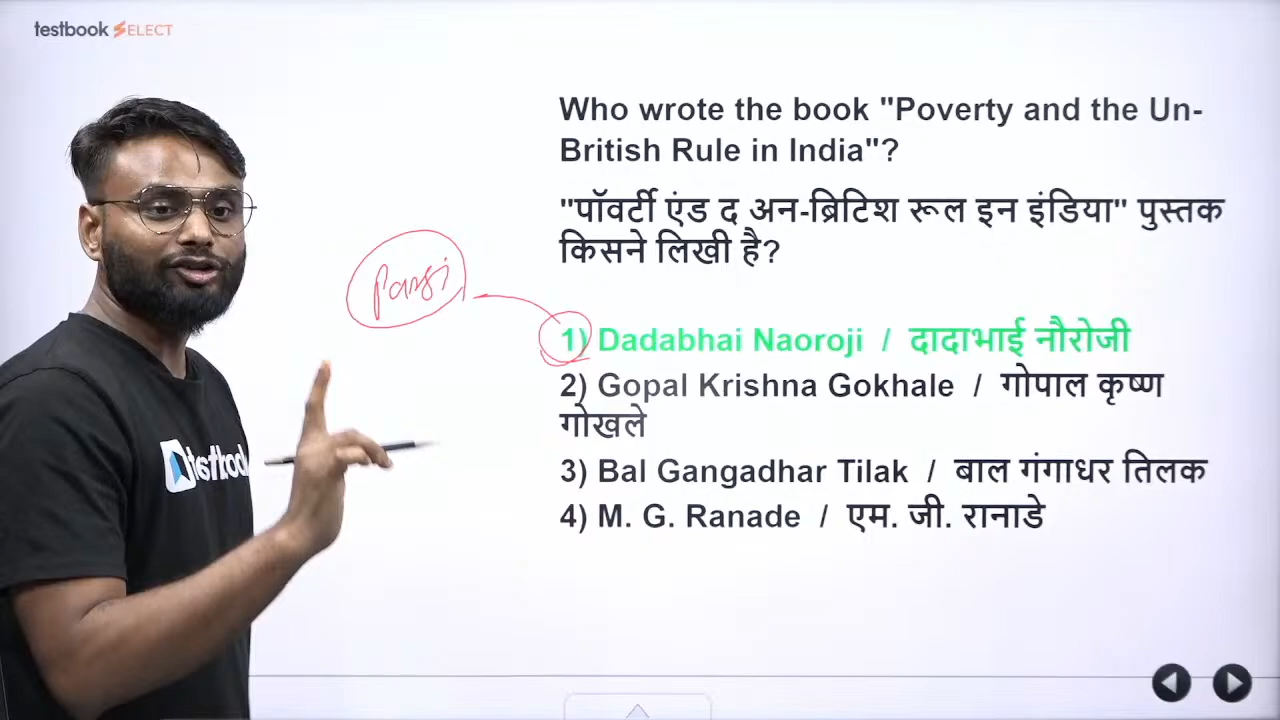 testbook SELECT
Who wrote the book "Poverty and the Un-
British Rule in India"?
"पॉवर्टी एंड द अन-ब्रिटिश रूल इन इंडिया" पुस्तक
किसने लिखी है?
Parsi
1) Dadabhai Naoroji / दादाभाई नौरोजी
2) Gopal Krishna Gokhale / गोपाल कृष्ण
गोखले
3) Bal Gangadhar Tilak / बाल गंगाधर तिलक
4) M. G. Ranade / एम. जी. रानाडे
testbook